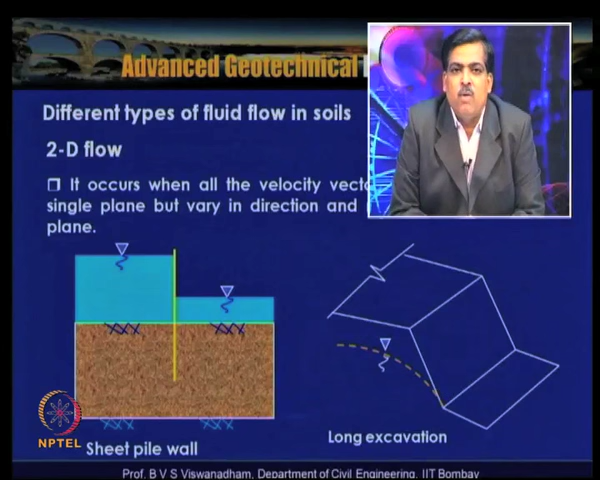 Advanced Geotechnical
Different types of fluid flow in soils
2-D flow
It occurs when all the velocity
single plane but vary in direction and
plane.
Sheet pile wall
Long excavation
NPTEL
Prof. B V S Viswanadham, Department of Civil Engineering, IIT Bombay